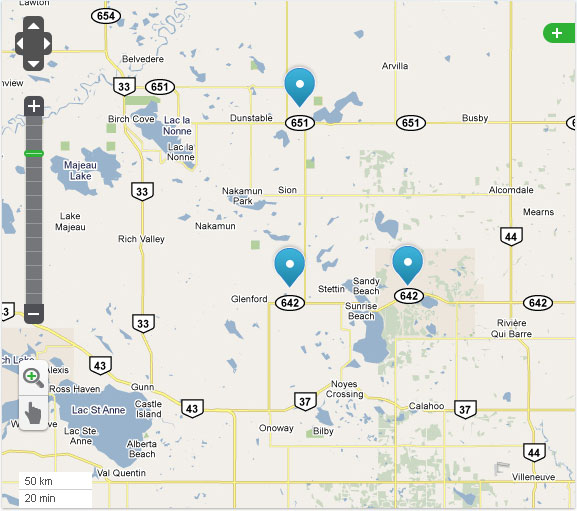 Lawton
654
Belvedere
Arvilla
nview
33
651
Birch Cove
Lac la
Nonne
Dunstable
651
651
Busby
Lac la
Nonne
Majeau
Lake
33
Nakamun
Park
Sion
Alcomdale
Lake
Majeau
Nakamun
Mearns
Rich Valley
44
Stettin
Sandy
Beach
Glenford
642
642
642
Sunrise
Beach
33
Rivière
Qui Barre
43
ch Lake
Alexis
43
Ross Haven
Gunn
Noyes
Crossing
Lac St Anne
Castle
Island
43
37
Calahoo
37
Lac Ste
Anne
Onoway
Bilby
Alberta
Beach
44
Val Quentin
Villeneuve
50 km
20 min